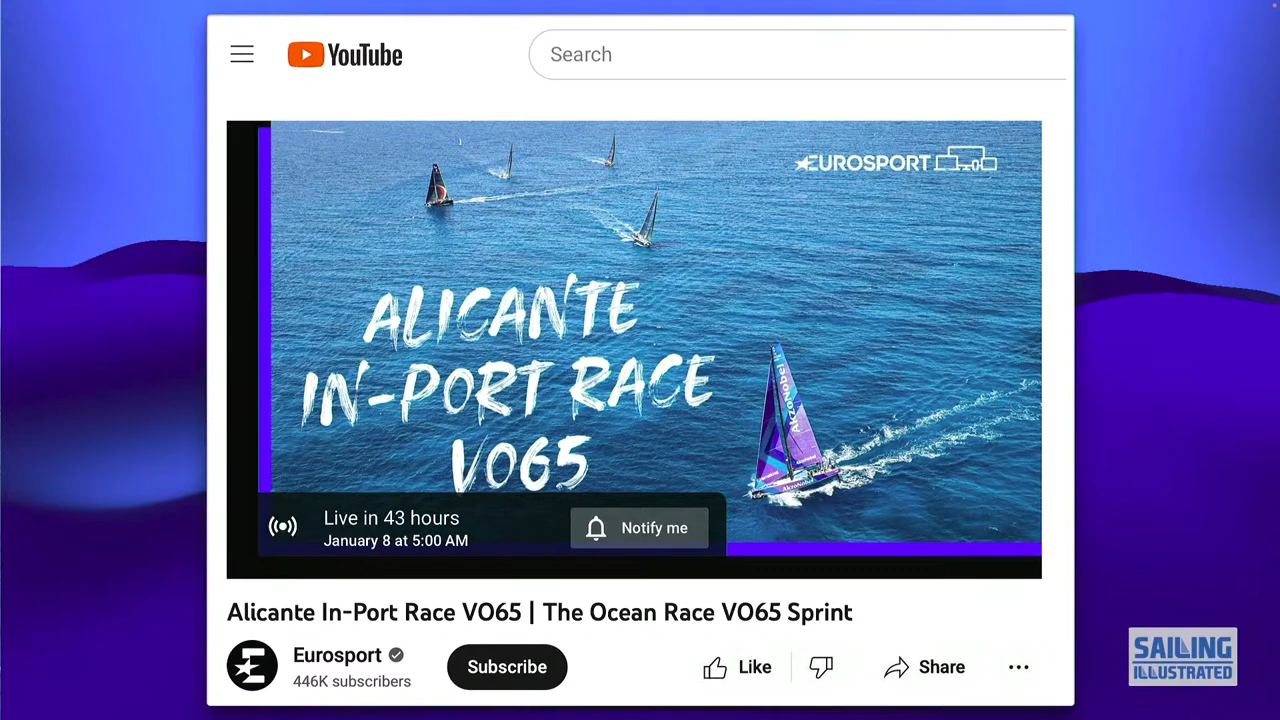 YouTube
Search
EUROSPORT
ALICANTE
IN-PORT RACE
VO65
AkzoNobel
AkzoNobel
Live in 43 hours
January 8 at 5:00 AM
Notify me
Alicante In-Port Race VO65 | The Ocean Race VO65 Sprint
Eurosport
446K subscribers
Subscribe
Like
Share
SAILING
ILLUSTRATED